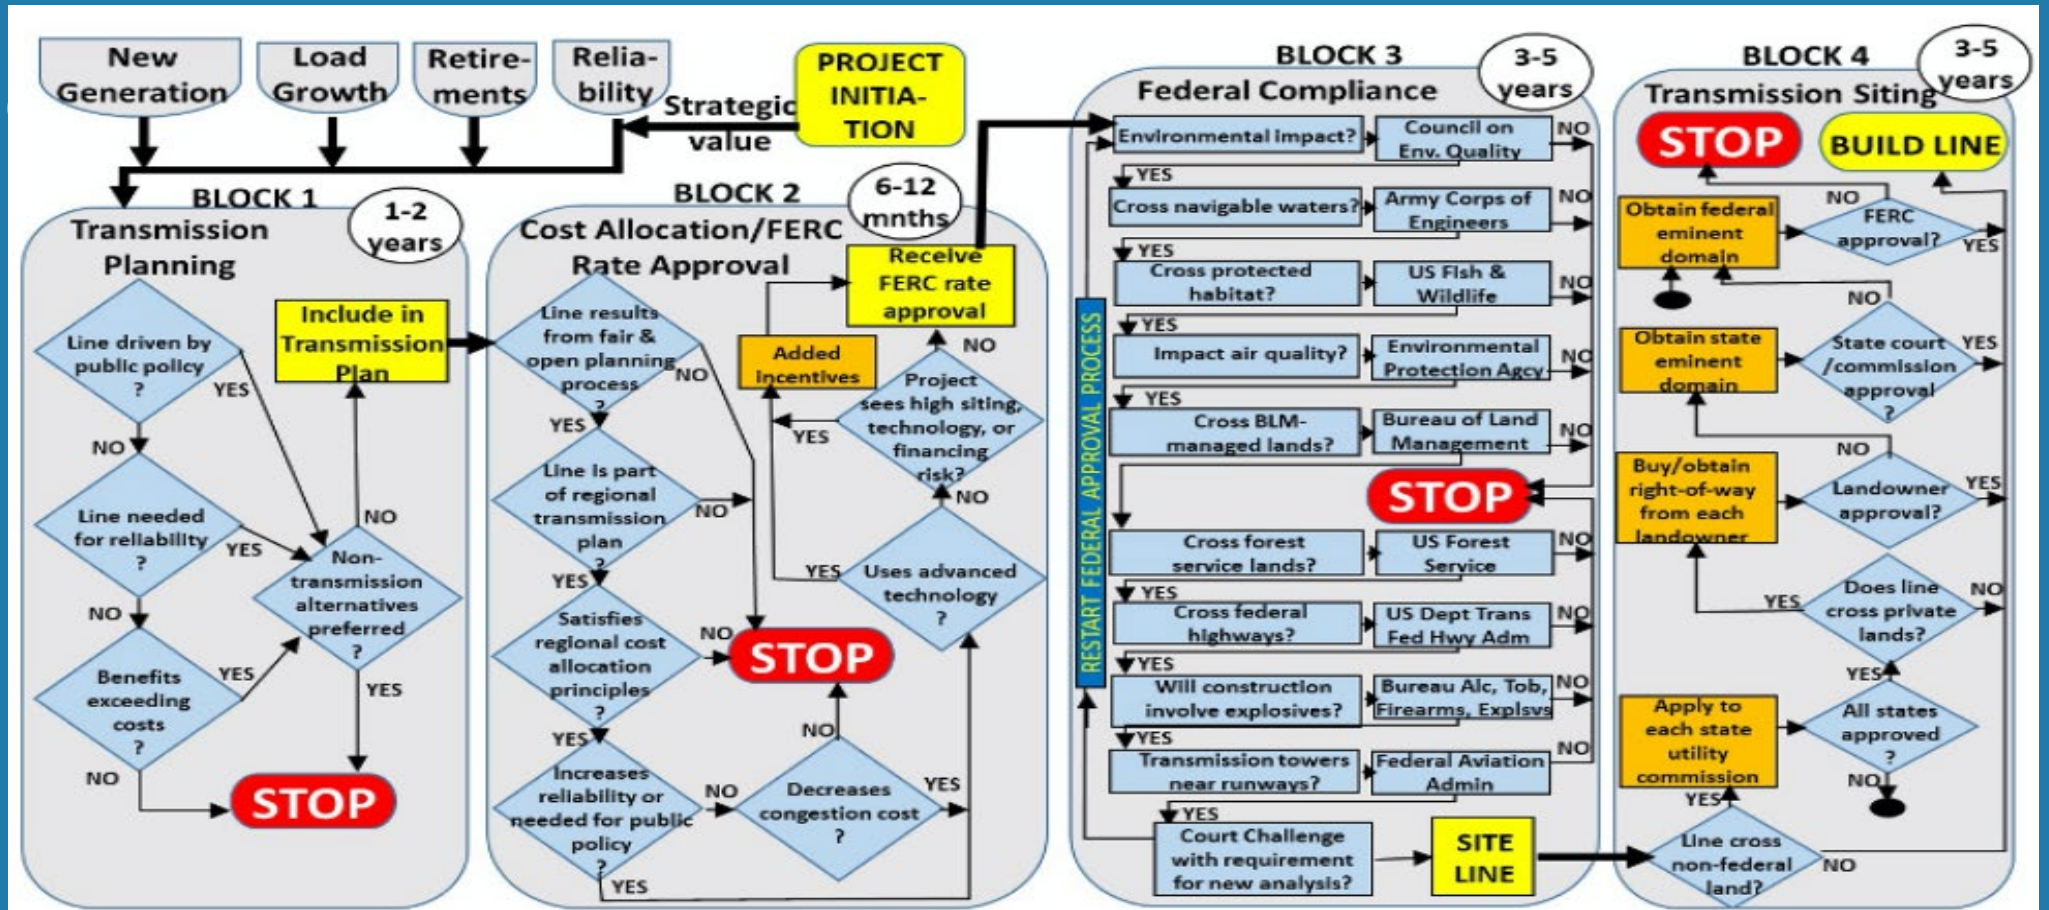 New
Generation
Load
Growth
Retire-
ments
Relia-
bility
Strategic
value
PROJECT
INITIA-
TION
BLOCK 1
1-2
years
Transmission
Planning
Line driven by
public policy
?
YES
NO
Line needed
for reliability
?
YES
NO
Benefits
exceeding
costs
?
YES
NO
Include in
Transmission
Plan
NO
Non-
transmission
alternatives
preferred
?
YES
STOP
BLOCK 2
6-12
mnths
Cost Allocation/FERC
Rate Approval
Line results
from fair &
open planning
process
?
NO
YES
Line is part
of regional
transmission
plan
?
NO
YES
Satisfies
regional cost
allocation
principles
?
NO
YES
Increases
reliability or
needed for public
policy
?
NO
YES
Decreases
congestion cost
?
NO
YES
STOP
Uses advanced
technology
?
YES
NO
Project
sees high siting,
technology, or
financing
risk?
YES
NO
Added
incentives
Receive
FERC rate
approval
BLOCK 3
3-5
years
Federal Compliance
RESTART FEDERAL APPROVAL PROCESS
Environmental impact?
Council on
Env. Quality
NO
YES
Cross navigable waters?
Army Corps of
Engineers
NO
YES
Cross protected
habitat?
US FIsh &
Wildlife
NO
YES
Impact air quality?
Environmental
Protection Agcy
NO
YES
Cross BLM-
managed lands?
Bureau of Land
Management
NO
STOP
Cross forest
service lands?
US Forest
Service
NO
YES
Cross federal
highways?
US Dept Trans
Fed Hwy Adm
NO
YES
Will construction
involve explosives?
Bureau Alc, Tob,
Firearms, Explsvs
NO
YES
Transmission towers
near runways?
Federal Aviation
Admin
NO
YES
Court Challenge
with requirement
for new analysis?
SITE
LINE
BLOCK 4
3-5
years
Transmission Siting
STOP
BUILD LINE
Obtain federal
eminent
domain
NO
FERC
approval?
YES
Obtain state
eminent
domain
NO
State court
/commission
approval
?
YES
Buy/obtain
right-of-way
from each
landowner
NO
Landowner
approval?
YES
Does line
cross private
lands?
YES
NO
Apply to
each state
utility
commission
YES
All states
approved
?
NO
YES
Line cross
non-federal
land?
NO